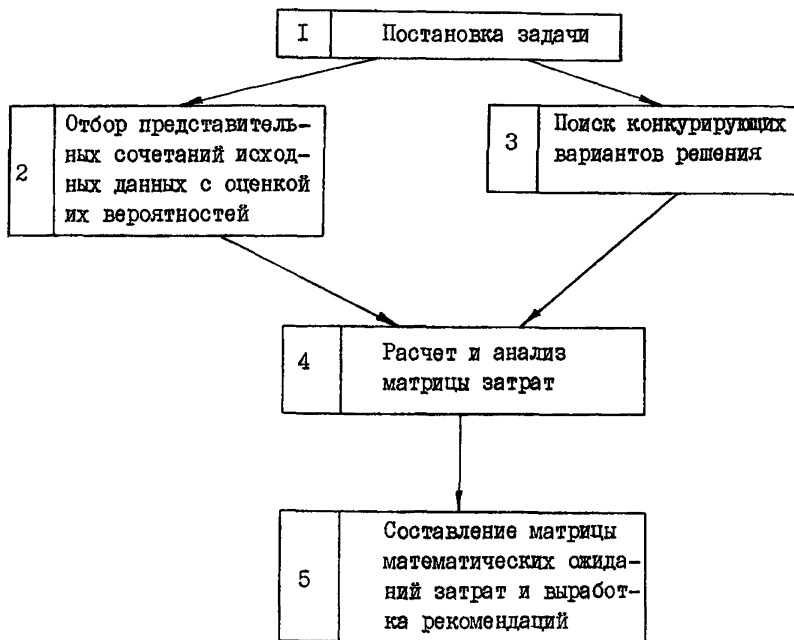 I Постановка задачи
2
Отбор представитель-
ных сочетаний исход-
ных данных с оценкой
их вероятностей
3
Поиск конкурирующих
вариантов решения
4
Расчет и анализ
матрицы затрат
5
Составление матрицы
математических ожида-
ний затрат и выработ-
ка рекомендаций